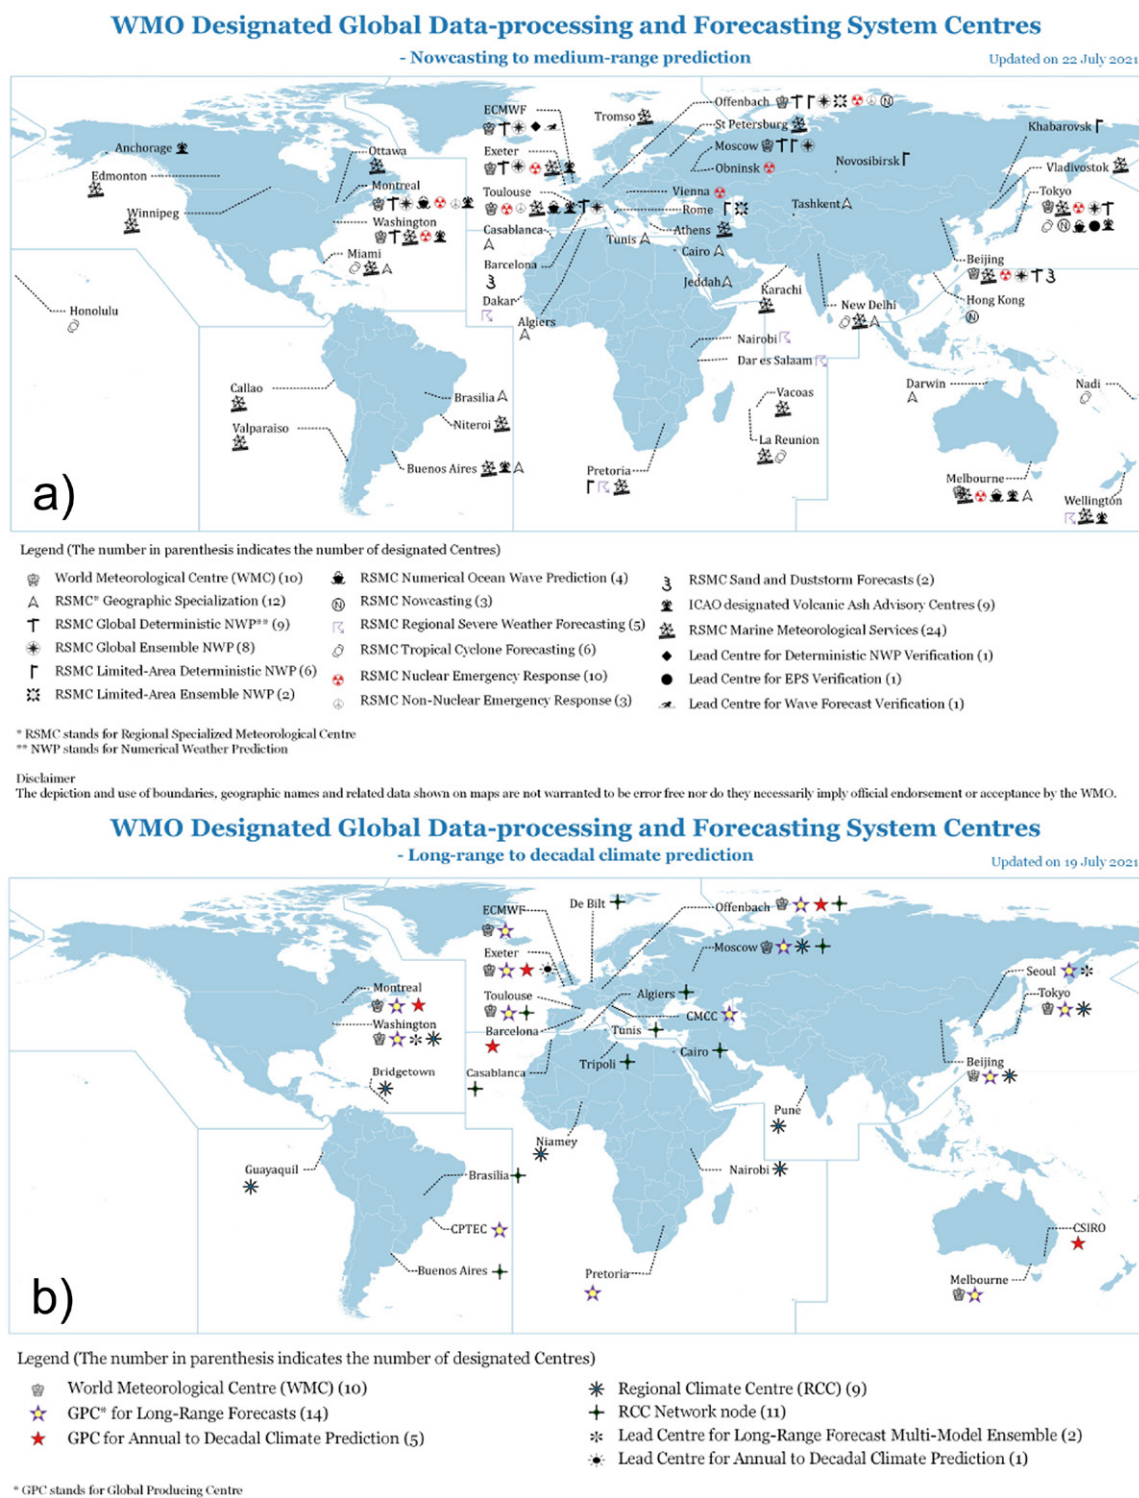 WMO Designated Global Data-processing and Forecasting System Centres
- Nowcasting to medium-range prediction
Updated on 22 July 2021
ECMWF
Tromso
Offenbach
St Petersburg
Moscow
Khabarovsk
Anchorage
Ottawa
Exeter
Obninsk
Novosibirsk
Vladivostok
Edmonton
Montreal
Toulouse
Vienna
Tokyo
Winnipeg
Washington
Casablanca
Rome
Tashkent
Athens
Tunis
Miami
Barcelona
Cairo
Beijing
Jeddah
Karachi
Honolulu
Dakar
Algiers
New Delhi
Hong Kong
Nairobi
Dar es Salaam
Callao
Brasilia
Vacoas
Darwin
Nadi
Valparaiso
Niteroi
La Reunion
Buenos Aires
Pretoria
Melbourne
Wellington
a)
Legend (The number in parenthesis indicates the number of designated Centres)
World Meteorological Centre (WMC) (10)
RSMC* Geographic Specialization (12)
RSMC Global Deterministic NWP** (9)
RSMC Global Ensemble NWP (8)
RSMC Limited-Area Deterministic NWP (6)
RSMC Limited-Area Ensemble NWP (2)
RSMC Numerical Ocean Wave Prediction (4)
N RSMC Nowcasting (3)
RSMC Regional Severe Weather Forecasting (5)
RSMC Tropical Cyclone Forecasting (6)
RSMC Nuclear Emergency Response (10)
RSMC Non-Nuclear Emergency Response (3)
RSMC Sand and Duststorm Forecasts (2)
ICAO designated Volcanic Ash Advisory Centres (9)
RSMC Marine Meteorological Services (24)
Lead Centre for Deterministic NWP Verification (1)
Lead Centre for EPS Verification (1)
Lead Centre for Wave Forecast Verification (1)
* RSMC stands for Regional Specialized Meteorological Centre
** NWP stands for Numerical Weather Prediction
Disclaimer
The depiction and use of boundaries, geographic names and related data shown on maps are not warranted to be error free nor do they necessarily imply official endorsement or acceptance by the WMO.
WMO Designated Global Data-processing and Forecasting System Centres
- Long-range to decadal climate prediction
Updated on 19 July 2021
ECMWF
De Bilt
Offenbach
Exeter
Moscow
Seoul
Montreal
Toulouse
Algiers
Tokyo
Washington
Barcelona
CMCC
Tunis
Bridgetown
Casablanca
Tripoli
Cairo
Beijing
Pune
Niamey
Guayaquil
Brasilia
Nairobi
CPTEC
CSIRO
Buenos Aires
Pretoria
Melbourne
b)
Legend (The number in parenthesis indicates the number of designated Centres)
World Meteorological Centre (WMC) (10)
GPC* for Long-Range Forecasts (14)
GPC for Annual to Decadal Climate Prediction (5)
Regional Climate Centre (RCC) (9)
RCC Network node (11)
Lead Centre for Long-Range Forecast Multi-Model Ensemble (2)
Lead Centre for Annual to Decadal Climate Prediction (1)
* GPC stands for Global Producing Centre